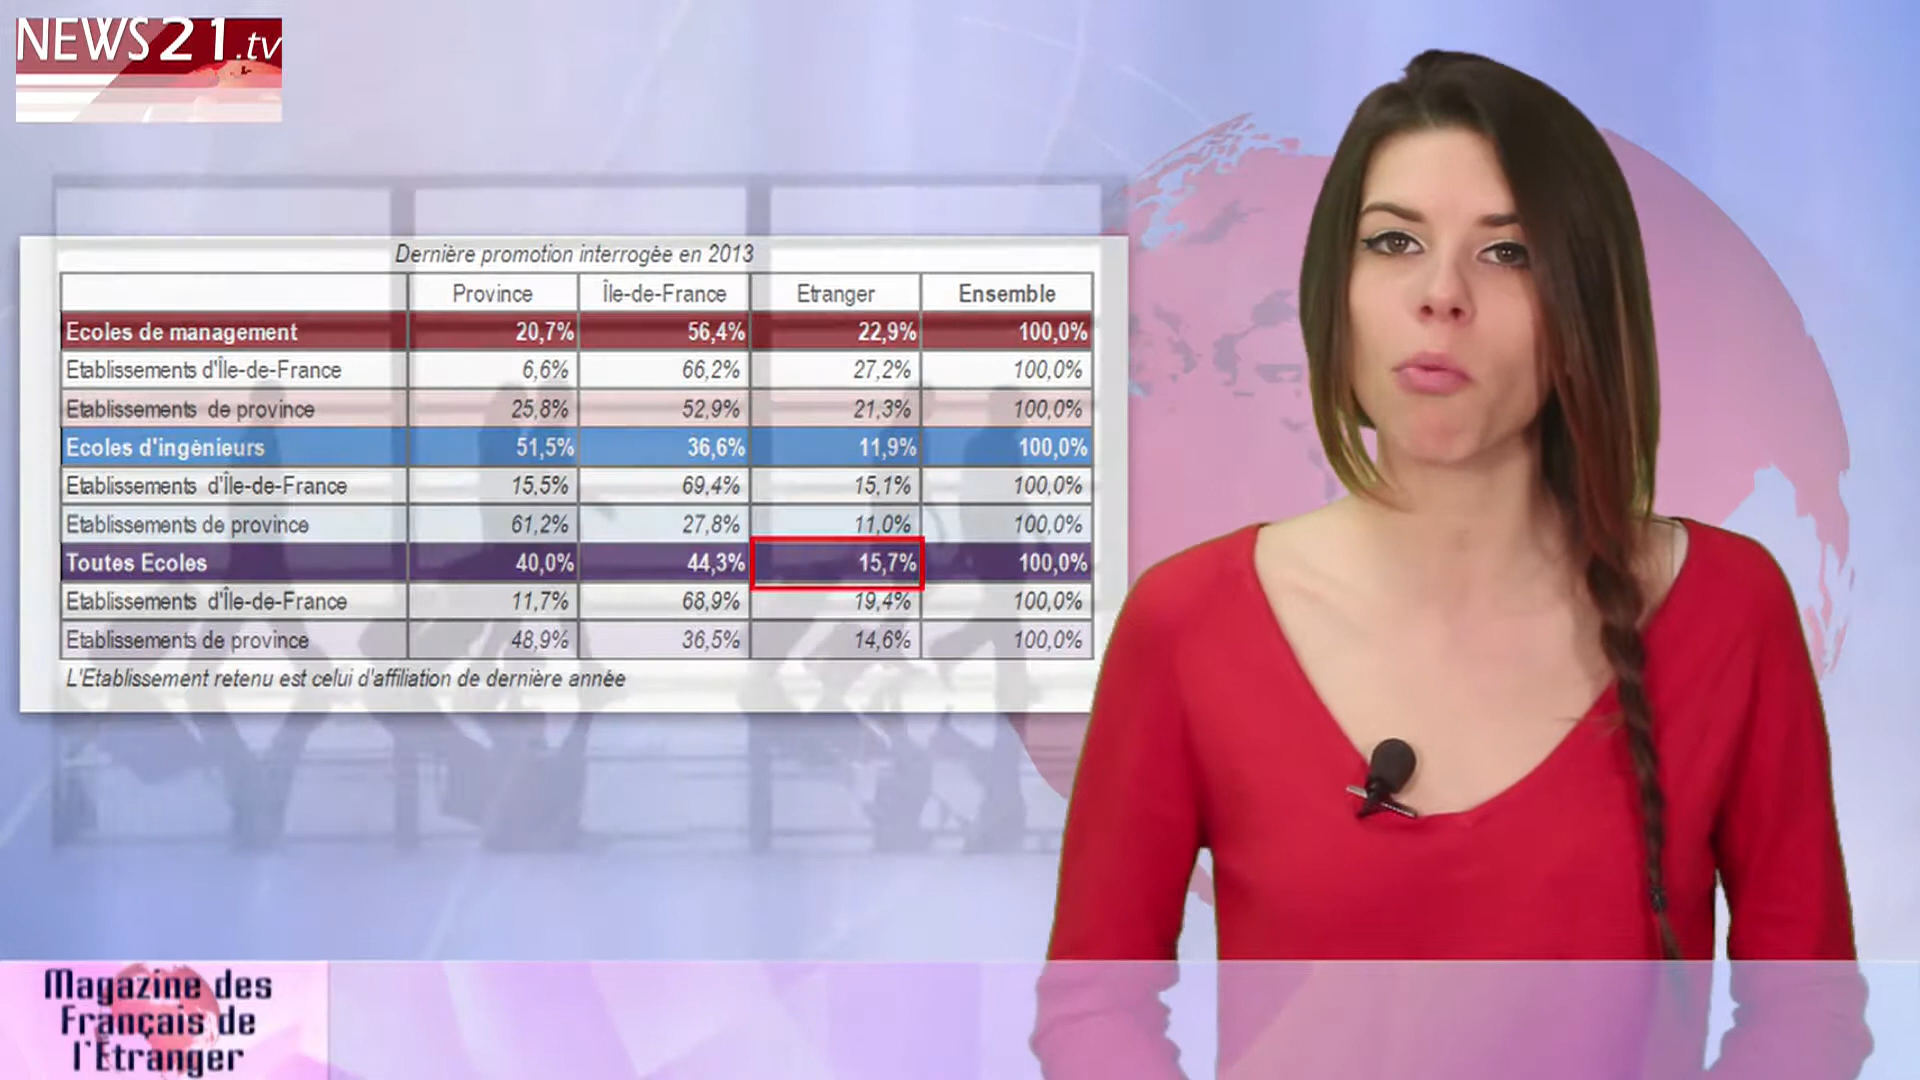 NEWS21.tv
Dernière promotion interrogée en 2013
Province Île-de-France Etranger Ensemble
Ecoles de management 20,7% 56,4% 22,9% 100,0%
Etablissements d'Île-de-France 6,6% 66,2% 27,2% 100,0%
Etablissements de province 25,8% 52,9% 21,3% 100,0%
Ecoles d'ingénieurs 51,5% 36,6% 11,9% 100,0%
Etablissements d'Île-de-France 15,5% 69,4% 15,1% 100,0%
Etablissements de province 61,2% 27,8% 11,0% 100,0%
Toutes Ecoles 40,0% 44,3% 15,7% 100,0%
Etablissements d'Île-de-France 11,7% 68,9% 19,4% 100,0%
Etablissements de province 48,9% 36,5% 14,6% 100,0%
L'Etablissement retenu est celui d'affiliation de dernière année
Magazine des
Français de
l'Etranger